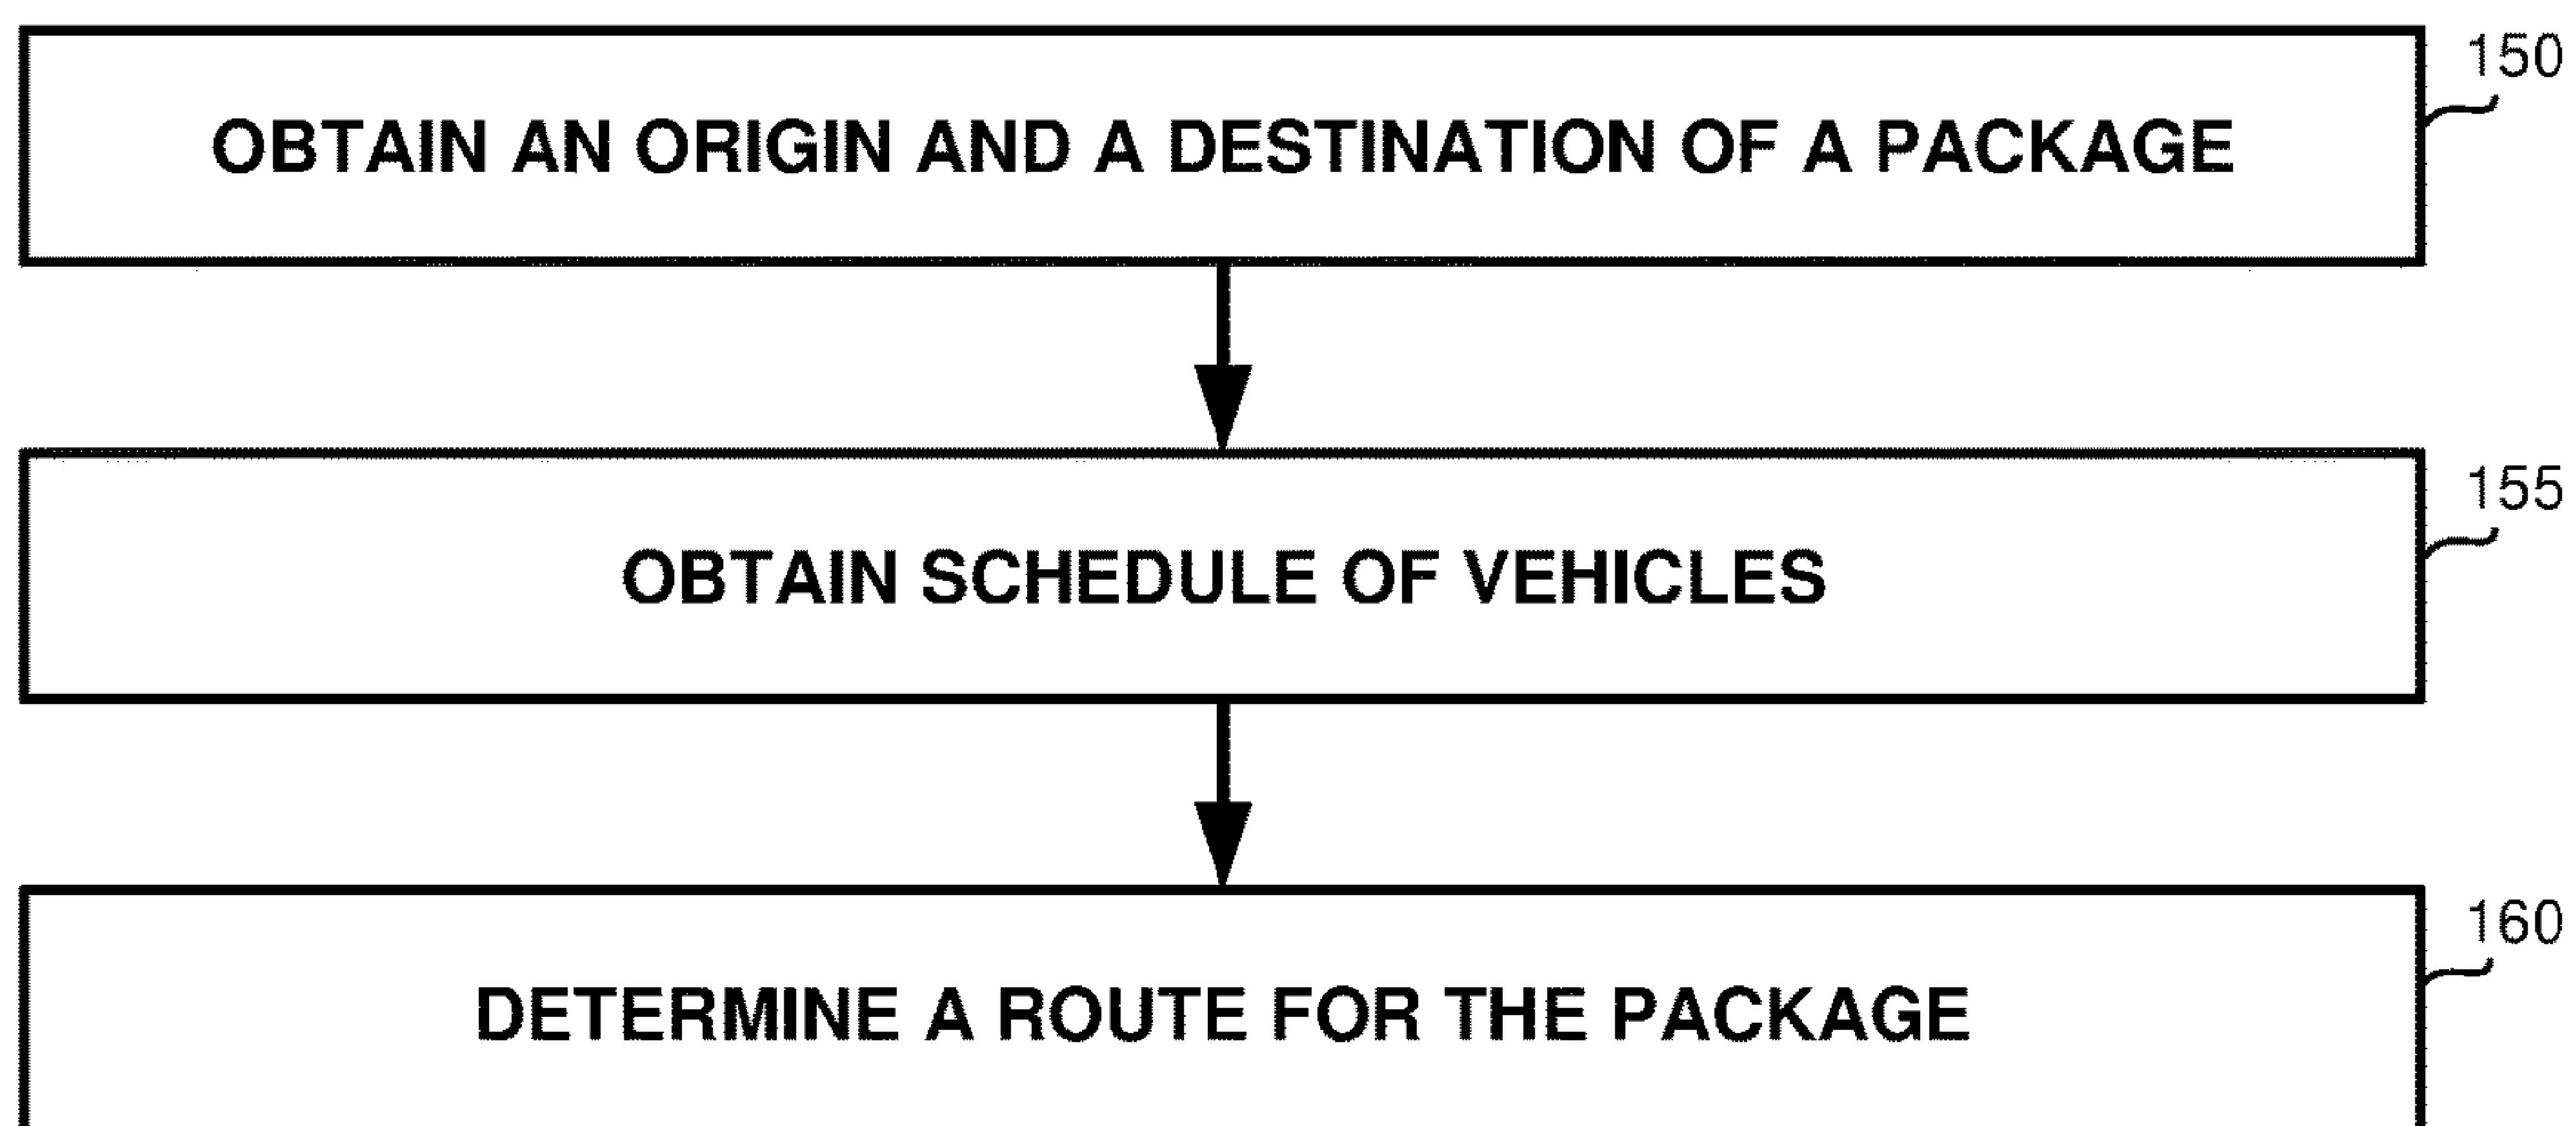 150
OBTAIN AN ORIGIN AND A DESTINATION OF A PACKAGE
155
OBTAIN SCHEDULE OF VEHICLES
160
DETERMINE A ROUTE FOR THE PACKAGE